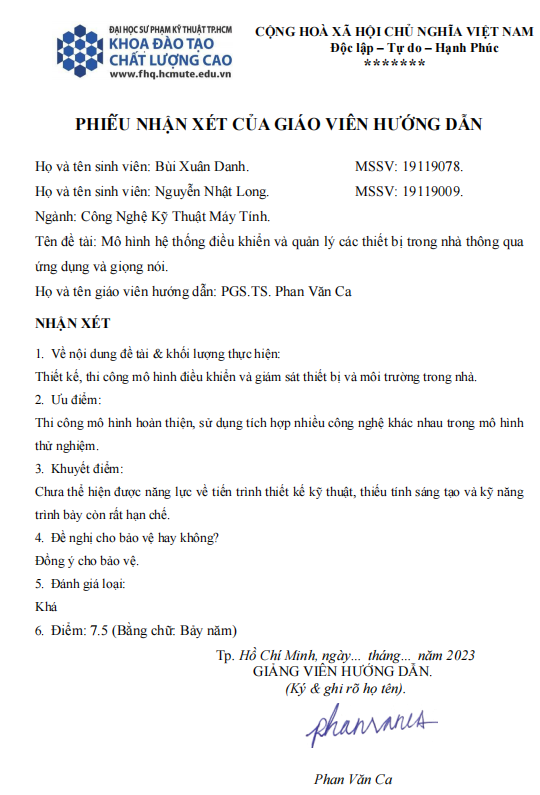 ĐẠI HỌC SƯ PHẠM KỸ THUẬT TP.HCM
KHOA ĐÀO TẠO
CHẤT LƯỢNG CAO
www.fhq.hcmute.edu.vn
CỘNG HOÀ XÃ HỘI CHỦ NGHĨA VIỆT NAM
Độc lập – Tự do – Hạnh Phúc
*******
PHIẾU NHẬN XÉT CỦA GIÁO VIÊN HƯỚNG DẪN
Họ và tên sinh viên: Bùi Xuân Danh. MSSV: 19119078.
Họ và tên sinh viên: Nguyễn Nhật Long. MSSV: 19119009.
Ngành: Công Nghệ Kỹ Thuật Máy Tính.
Tên đề tài: Mô hình hệ thống điều khiển và quản lý các thiết bị trong nhà thông qua
ứng dụng và giọng nói.
Họ và tên giáo viên hướng dẫn: PGS.TS. Phan Văn Ca
NHẬN XÉT
1. Về nội dung đề tài & khối lượng thực hiện:
Thiết kế, thi công mô hình điều khiển và giám sát thiết bị và môi trường trong nhà.
2. Ưu điểm:
Thi công mô hình hoàn thiện, sử dụng tích hợp nhiều công nghệ khác nhau trong mô hình
thử nghiệm.
3. Khuyết điểm:
Chưa thể hiện được năng lực về tiến trình thiết kế kỹ thuật, thiếu tính sáng tạo và kỹ năng
trình bày còn rất hạn chế.
4. Đề nghị cho bảo vệ hay không?
Đồng ý cho bảo vệ.
5. Đánh giá loại:
Khá
6. Điểm: 7.5 (Bằng chữ: Bảy năm)
Tp. Hồ Chí Minh, ngày... tháng... năm 2023
GIẢNG VIÊN HƯỚNG DẪN.
(Ký & ghi rõ họ tên).
Phan Văn Ca